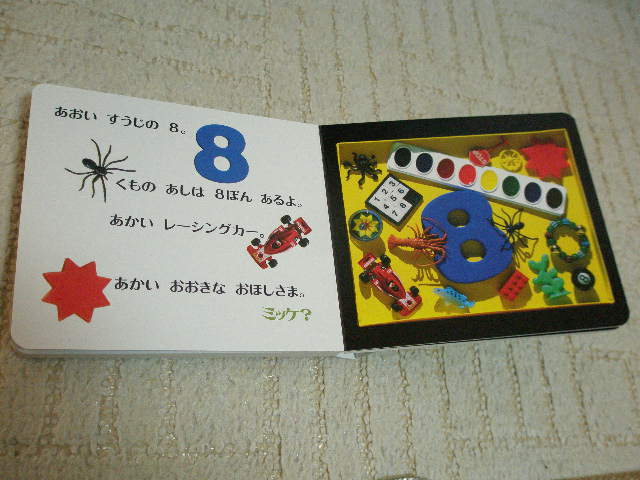 あおい すうじの 8。
8
くもの あしは 8ぽん あるよ。
あかい レーシングカー。
あかい おおきな おほしさま。
ミッケ?
8
8